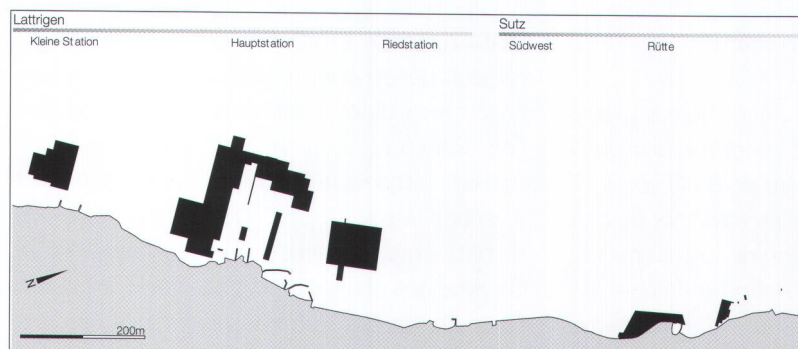 Lattrigen Sutz
Kleine Station Hauptstation Riedstation Südwest Rütte
N
200m